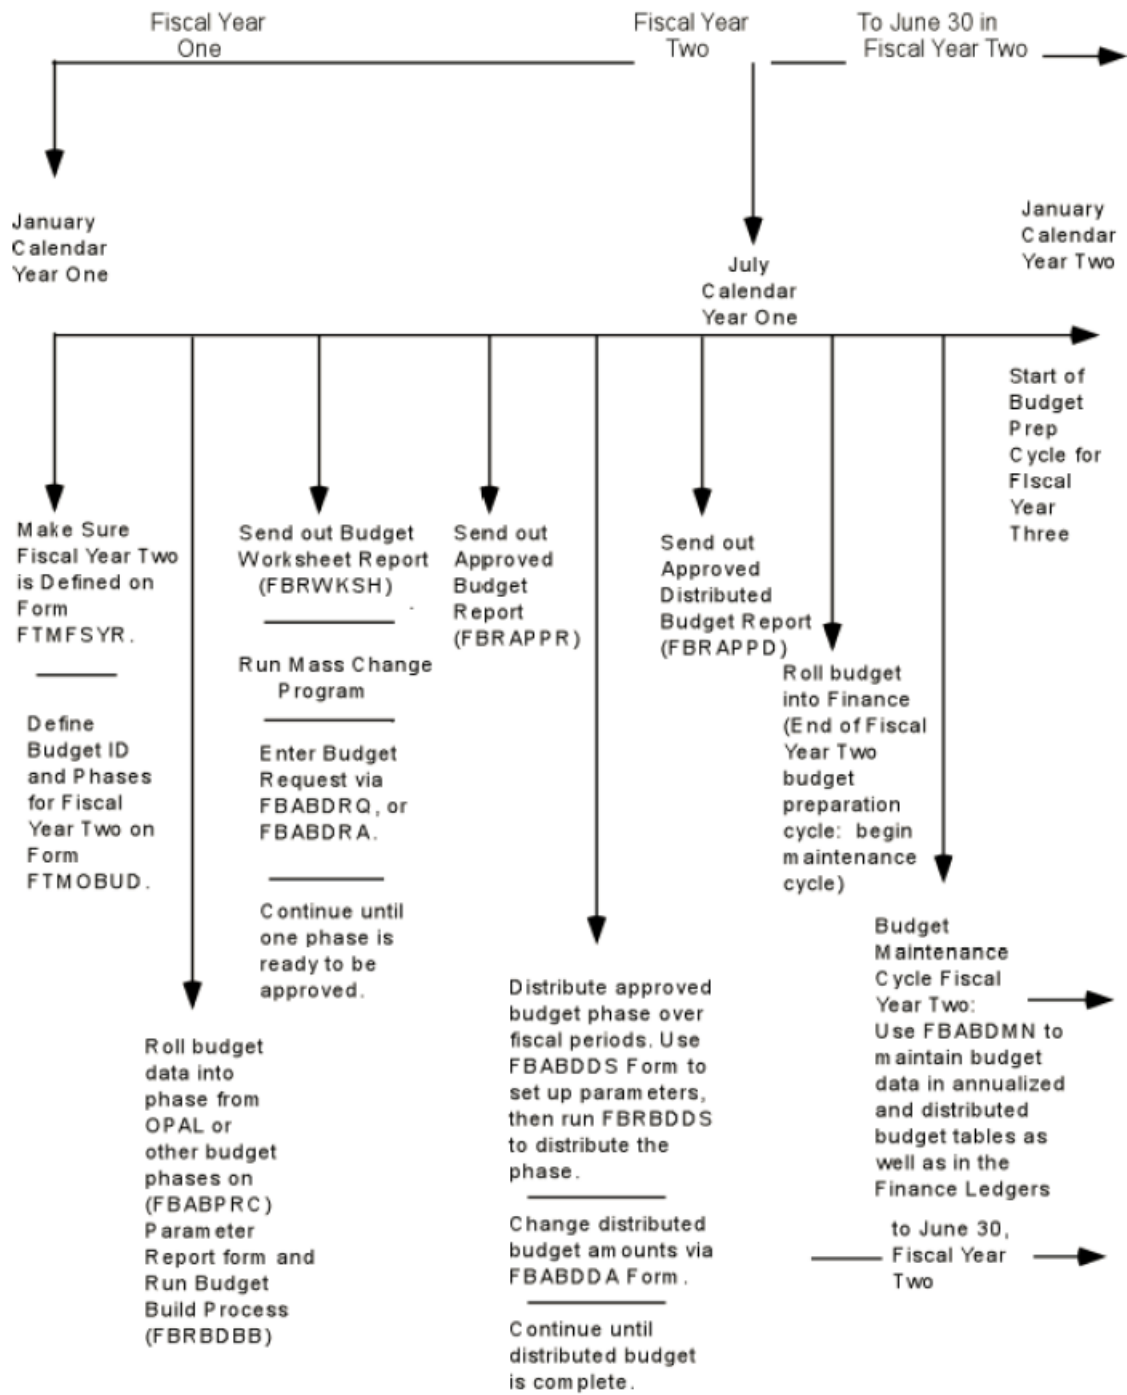 Fiscal Year
One
Fiscal Year
Two
To June 30 in
Fiscal Year Two
January
Calendar
Year One
July
Calendar
Year One
January
Calendar
Year Two
Start of
Budget
Prep
Cycle for
FIscal
Year
Three
Make Sure
Fiscal Year Two
is Defined on
Form
FTMFSYR.
Define
Budget ID
and Phases
for Fiscal
Year Two on
Form
FTMOBUD.
Roll budget
data into
phase from
OPAL or
other budget
phases on
(FBABPRC)
Parameter
Report form and
Run Budget
Build Process
(FBRBDBB)
Send out Budget
Worksheet Report
(FBRWKSH)
Run Mass Change
Program
Enter Budget
Request via
FBABDRQ, or
FBABDRA.
Continue until
one phase is
ready to be
approved.
Send out
Approved
Budget
Report
(FBRAPPR)
Distribute approved
budget phase over
fiscal periods. Use
FBABDDS Form to
set up parameters,
then run FBRBDDS
to distribute the
phase.
Change distributed
budget amounts via
FBABDDA Form.
Continue until
distributed budget
is complete.
Send out
Approved
Distributed
Budget Report
(FBRAPPD)
Roll budget
into Finance
(End of Fiscal
Year Two
budget
preparation
cycle: begin
maintenance
cycle)
Budget
Maintenance
Cycle Fiscal
Year Two:
Use FBABDMN to
maintain budget
data in annualized
and distributed
budget tables as
well as in the
Finance Ledgers
to June 30,
Fiscal Year
Two